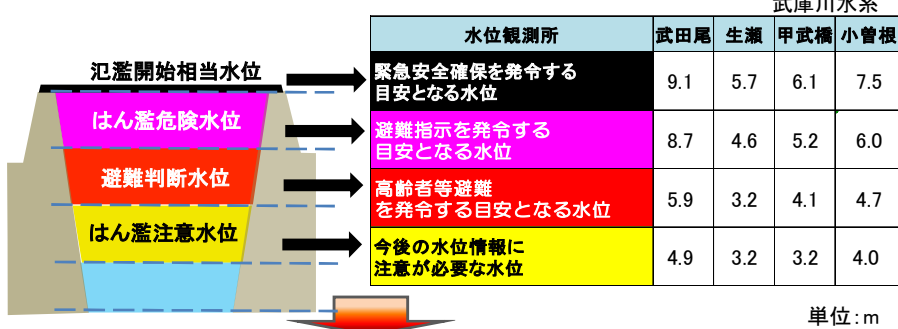 武庫川水系
水位観測所 武田尾 生瀬 甲武橋 小曽根
氾濫開始相当水位
緊急安全確保を発令する
目安となる水位
9.1 5.7 6.1 7.5
はん濫危険水位
避難指示を発令する
目安となる水位
8.7 4.6 5.2 6.0
避難判断水位
高齢者等避難
を発令する目安となる水位
5.9 3.2 4.1 4.7
はん濫注意水位
今後の水位情報に
注意が必要な水位
4.9 3.2 3.2 4.0
単位:m